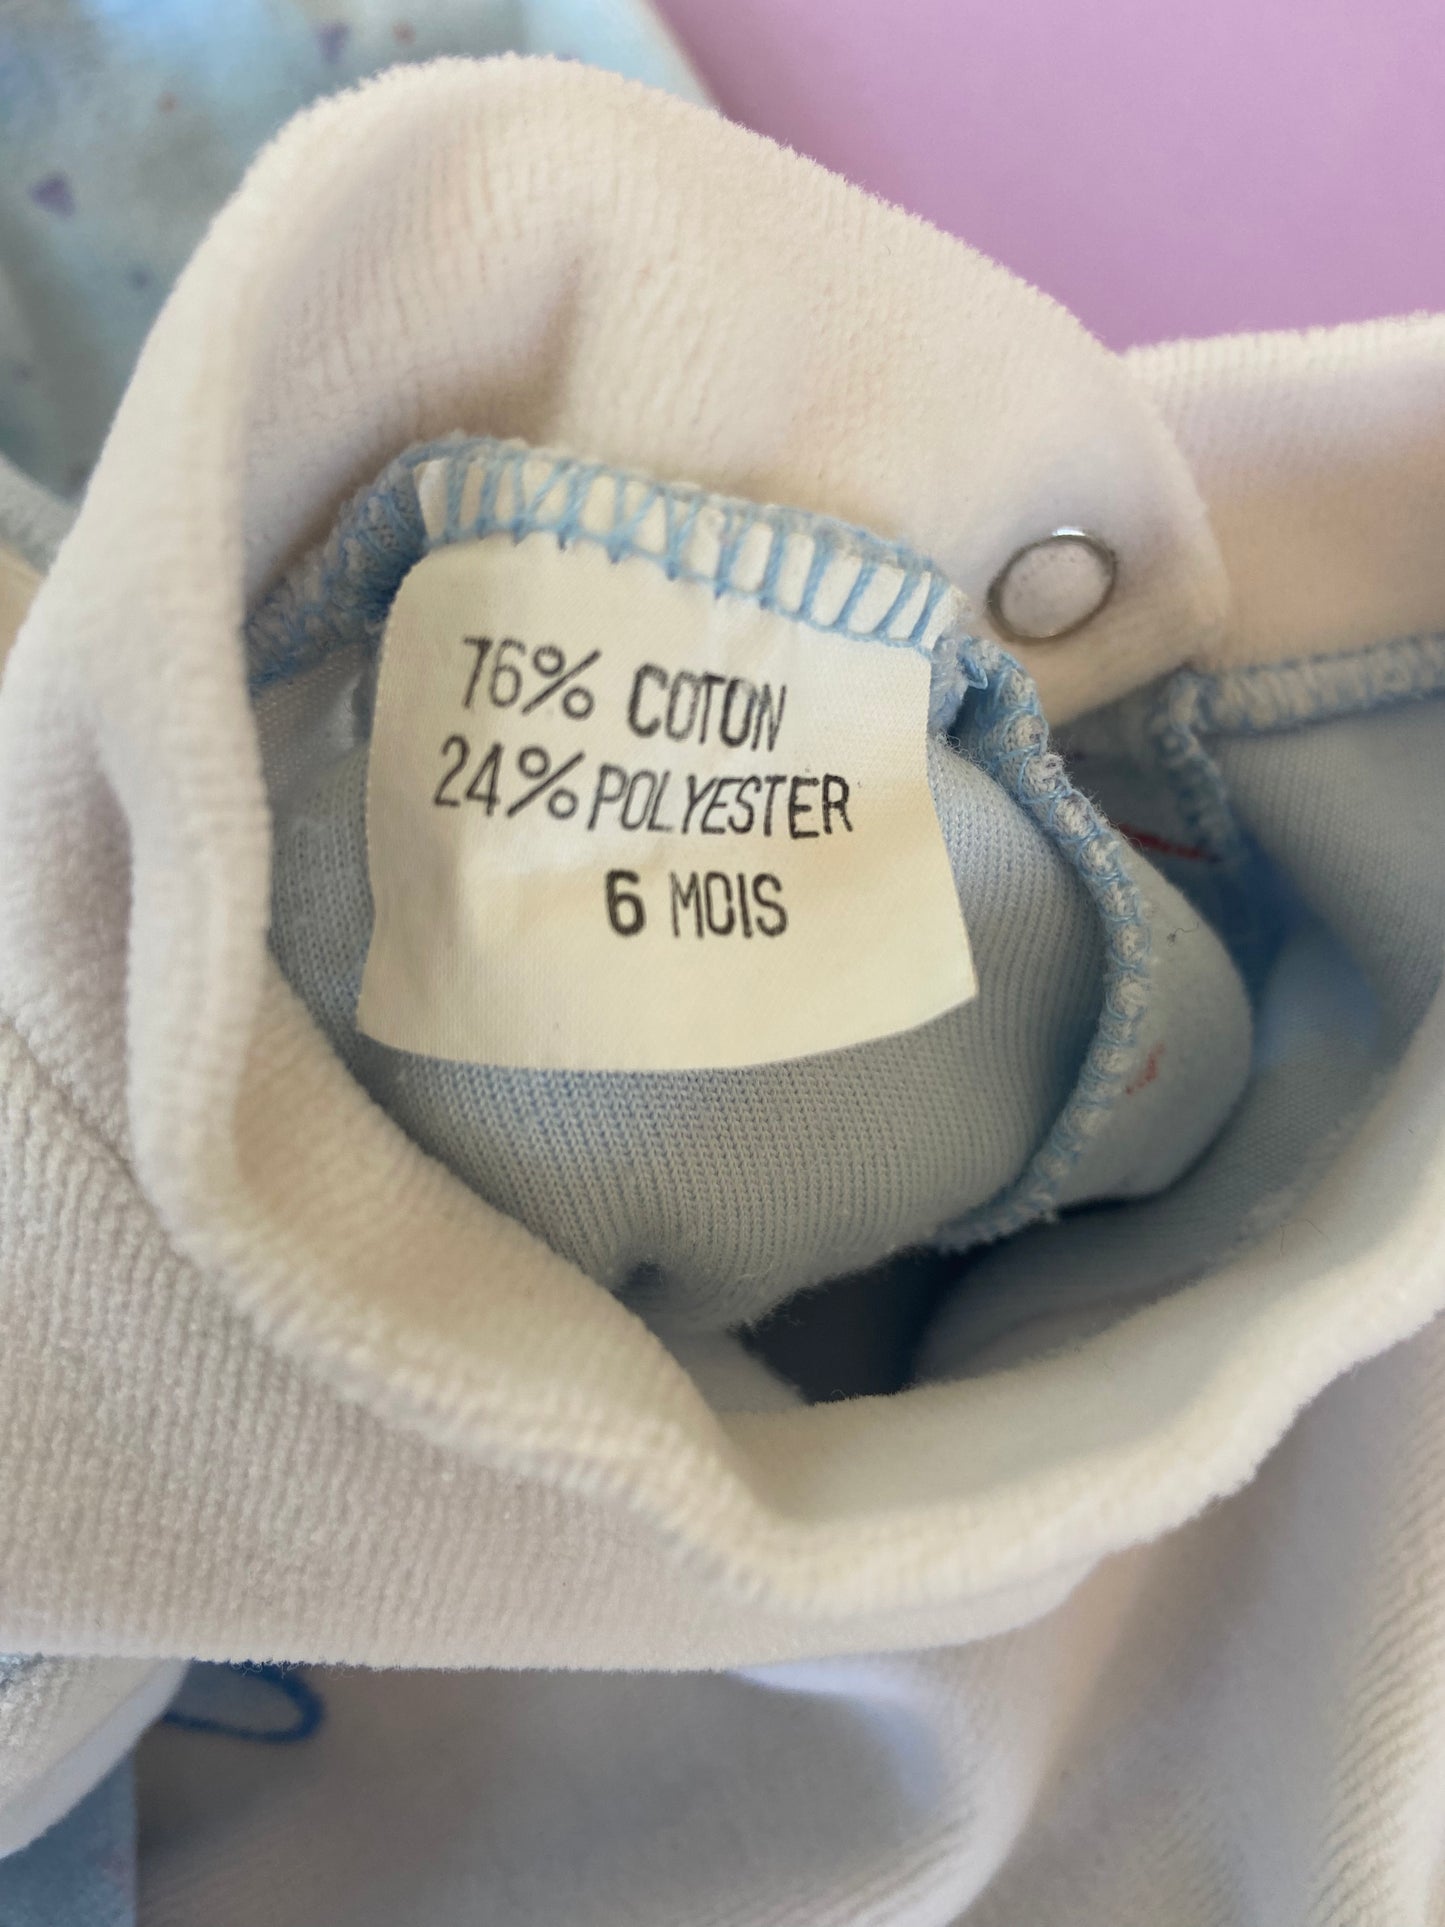 76% COTON
24% POLYESTER
6 MOIS